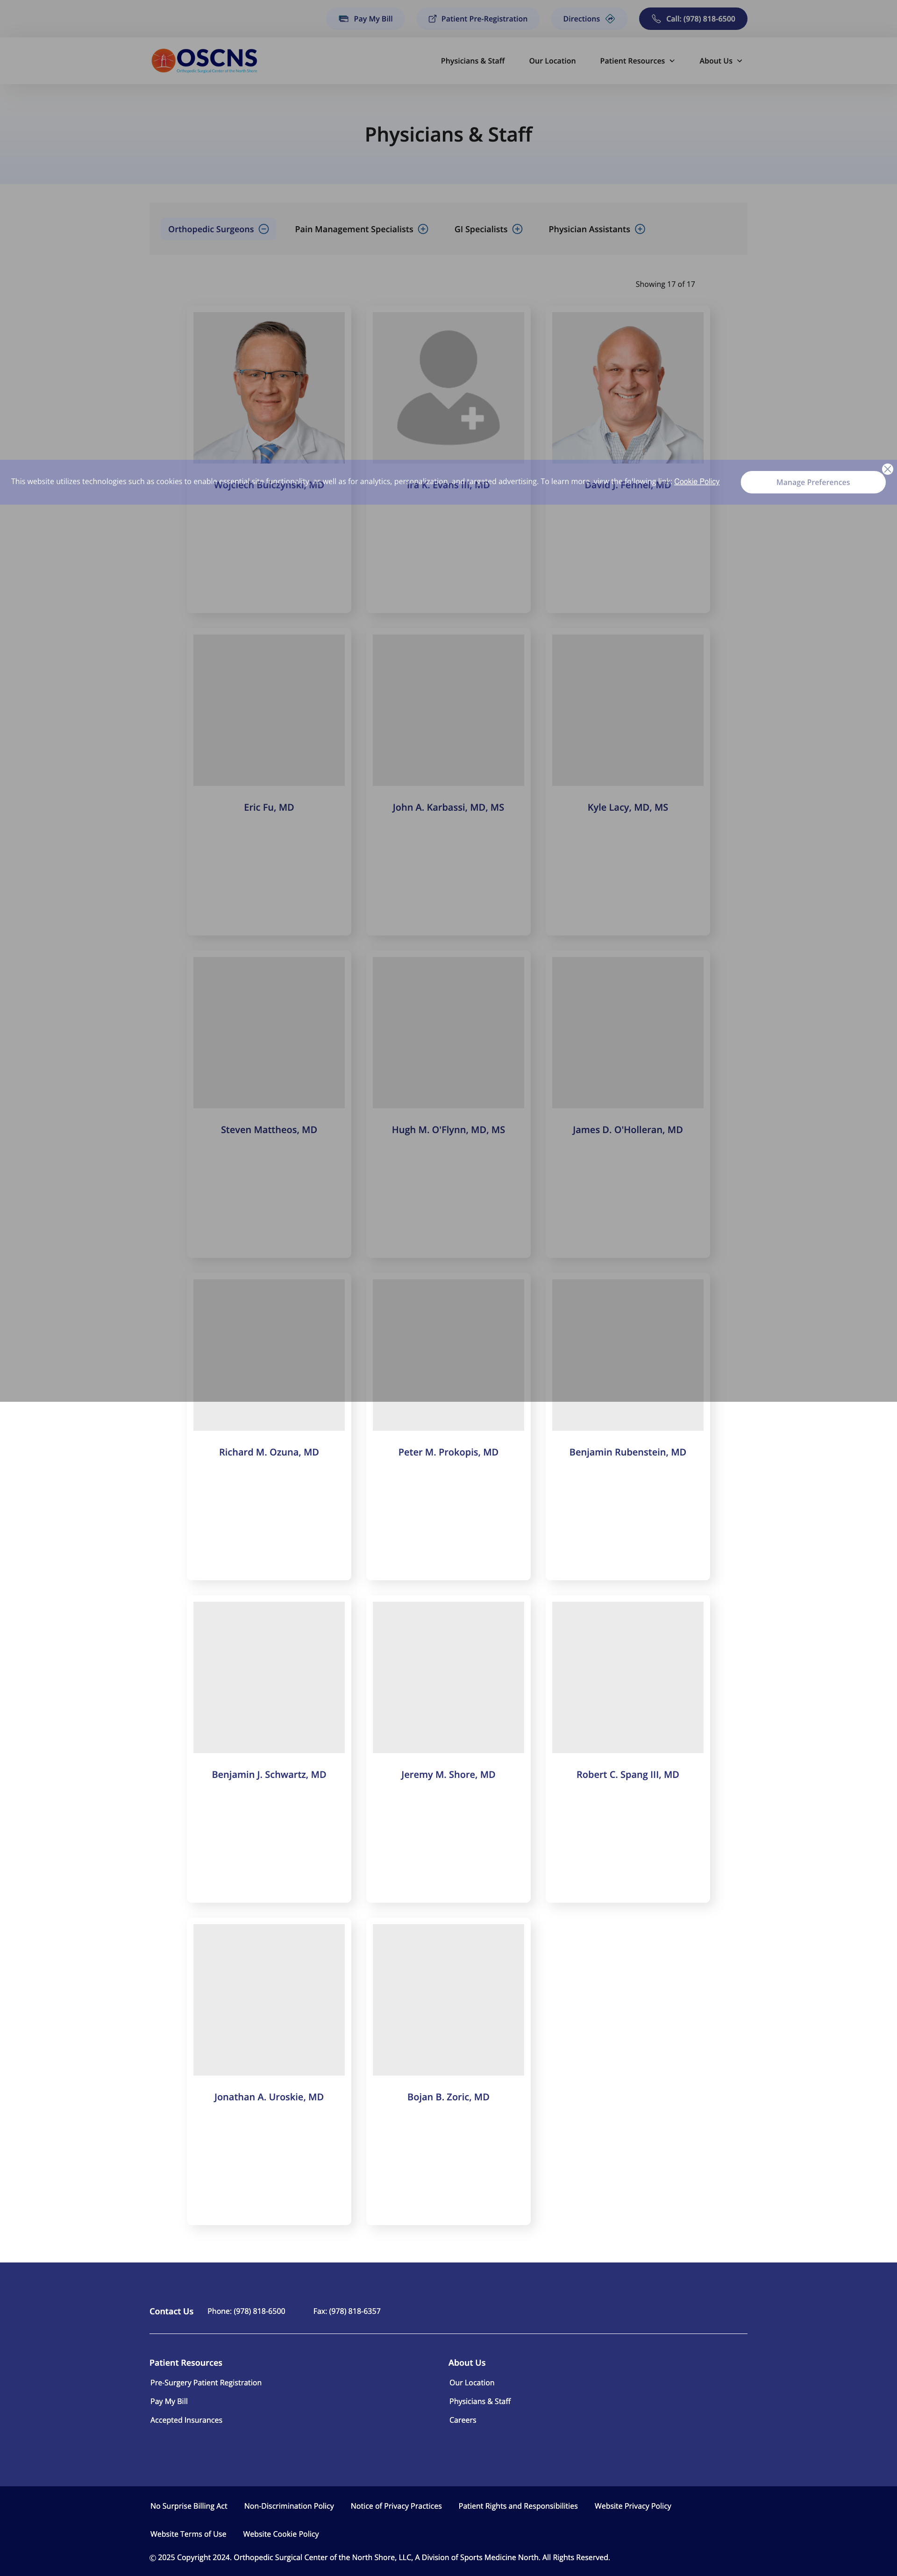 Pay My Bill
Patient Pre-Registration
Directions
Call: (978) 818-6500
OSCNS
Orthopedic Surgical Center of the North Shore
Physicians & Staff
Our Location
Patient Resources
About Us
Physicians & Staff
Orthopedic Surgeons
Pain Management Specialists
GI Specialists
Physician Assistants
Showing 17 of 17
This website utilizes technologies such as cookies to enable essential site functionality, as well as for analytics, personalization, and targeted advertising. To learn more, view the following link: Cookie Policy
Manage Preferences
Wojciech Bulczynski, MD
Ira K. Evans III, MD
David J. Fehnel, MD
Eric Fu, MD
John A. Karbassi, MD, MS
Kyle Lacy, MD, MS
Steven Mattheos, MD
Hugh M. O'Flynn, MD, MS
James D. O'Holleran, MD
Richard M. Ozuna, MD
Peter M. Prokopis, MD
Benjamin Rubenstein, MD
Benjamin J. Schwartz, MD
Jeremy M. Shore, MD
Robert C. Spang III, MD
Jonathan A. Uroskie, MD
Bojan B. Zoric, MD
Contact Us
Phone: (978) 818-6500
Fax: (978) 818-6357
Patient Resources
Pre-Surgery Patient Registration
Pay My Bill
Accepted Insurances
About Us
Our Location
Physicians & Staff
Careers
No Surprise Billing Act
Non-Discrimination Policy
Notice of Privacy Practices
Patient Rights and Responsibilities
Website Privacy Policy
Website Terms of Use
Website Cookie Policy
© 2025 Copyright 2024. Orthopedic Surgical Center of the North Shore, LLC, A Division of Sports Medicine North. All Rights Reserved.